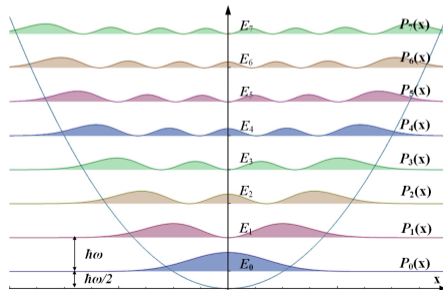 E₇ P₇(x)
E₆ P₆(x)
E₅ P₅(x)
E₄ P₄(x)
E₃ P₃(x)
E₂ P₂(x)
E₁ P₁(x)
ħω
E₀ P₀(x)
ħω/2
x